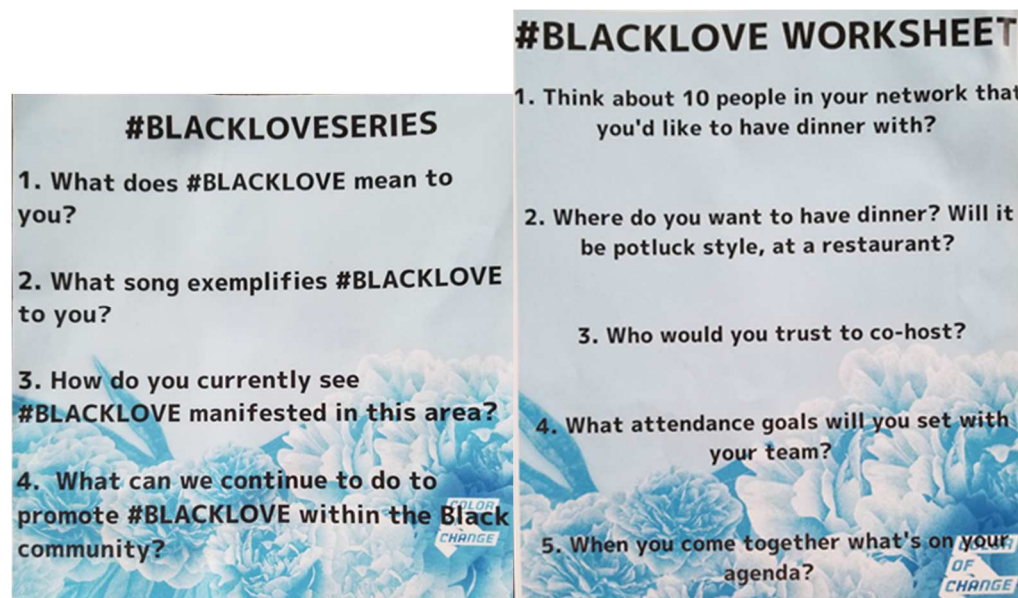 #BLACKLOVESERIES
1. What does #BLACKLOVE mean to
you?
2. What song exemplifies #BLACKLOVE
to you?
3. How do you currently see
#BLACKLOVE manifested in this area?
4. What can we continue to do to
promote #BLACKLOVE within the Black
community?
COLOR
CHANGE
#BLACKLOVE WORKSHEET
1. Think about 10 people in your network that
you'd like to have dinner with?
2. Where do you want to have dinner? Will it
be potluck style, at a restaurant?
3. Who would you trust to co-host?
4. What attendance goals will you set with
your team?
5. When you come together what's on your
agenda?
COLOR
OF
CHANGE